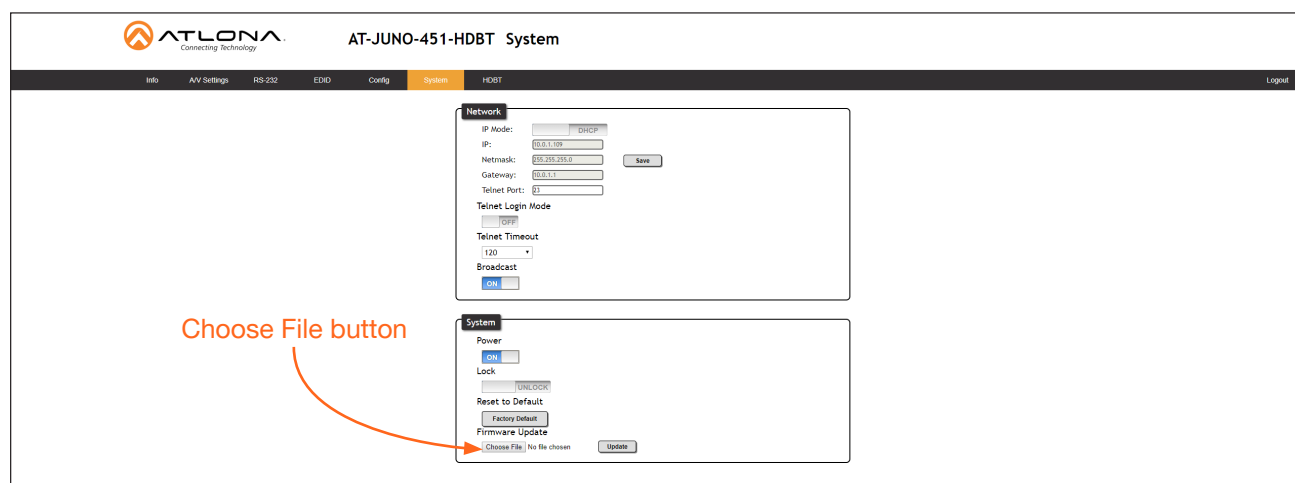 ATLONA.
Connecting Technology
AT-JUNO-451-HDBT System
Info A/V Settings RS-232 EDID Config System HDBT Logout
Network
IP Mode: DHCP
IP: 10.0.1.109
Netmask: 255.255.255.0 Save
Gateway: 10.0.1.1
Telnet Port: 23
Telnet Login Mode
OFF
Telnet Timeout
120
Broadcast
ON
Choose File button
System
Power
ON
Lock
UNLOCK
Reset to Default
Factory Default
Firmware Update
Choose File No file chosen Update